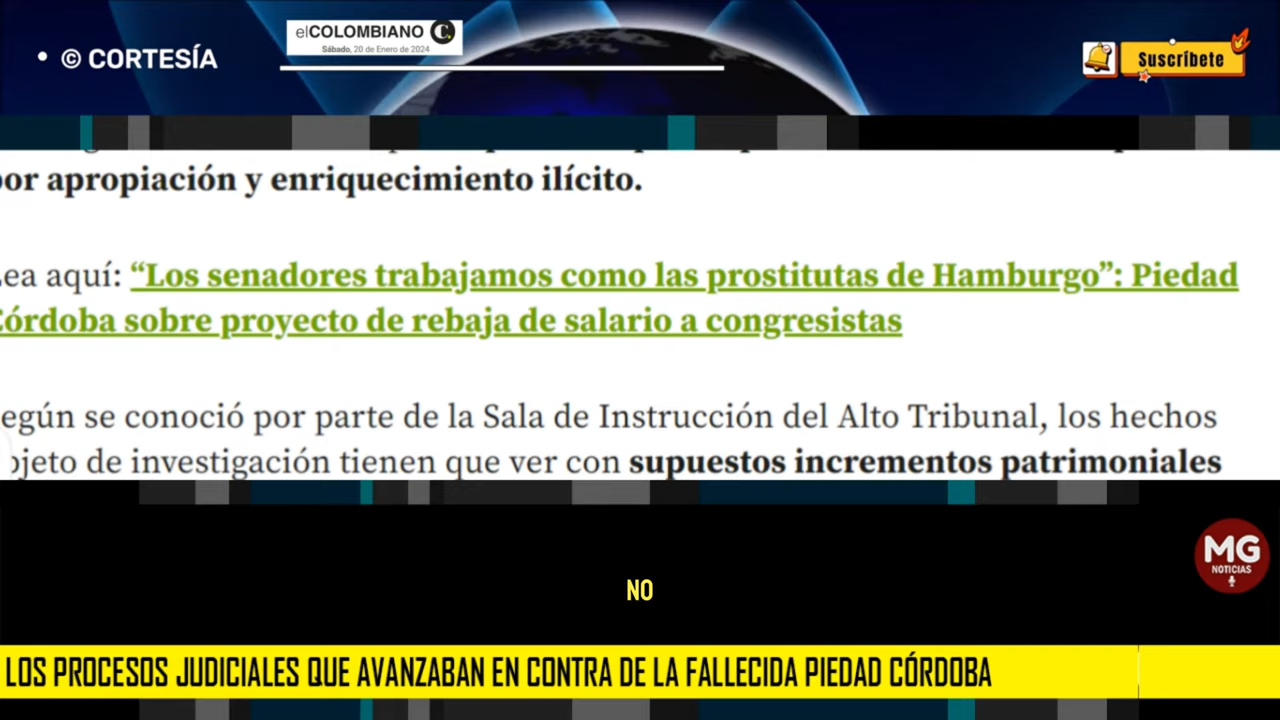 • © CORTESÍA
elCOLOMBIANO C.
Sábado, 20 de Enero de 2024
Suscríbete
por apropiación y enriquecimiento ilícito.
Lea aquí: “Los senadores trabajamos como las prostitutas de Hamburgo”: Piedad
Córdoba sobre proyecto de rebaja de salario a congresistas
egún se conoció por parte de la Sala de Instrucción del Alto Tribunal, los hechos
bjeto de investigación tienen que ver con supuestos incrementos patrimoniales
MG
NOTICIAS
NO
LOS PROCESOS JUDICIALES QUE AVANZABAN EN CONTRA DE LA FALLECIDA PIEDAD CÓRDOBA